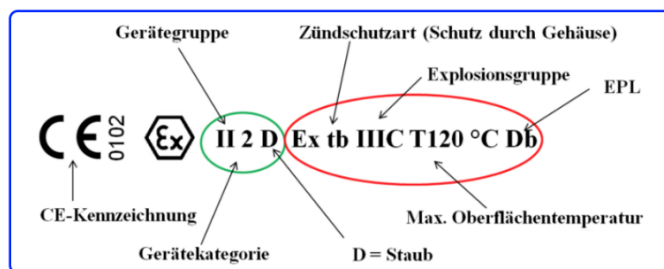 Gerätegruppe
Zündschutzart (Schutz durch Gehäuse)
Explosionsgruppe
EPL
CE 0102 Ex II 2 D Ex tb IIIC T120 °C Db
CE-Kennzeichnung
Max. Oberflächentemperatur
Gerätekategorie
D = Staub